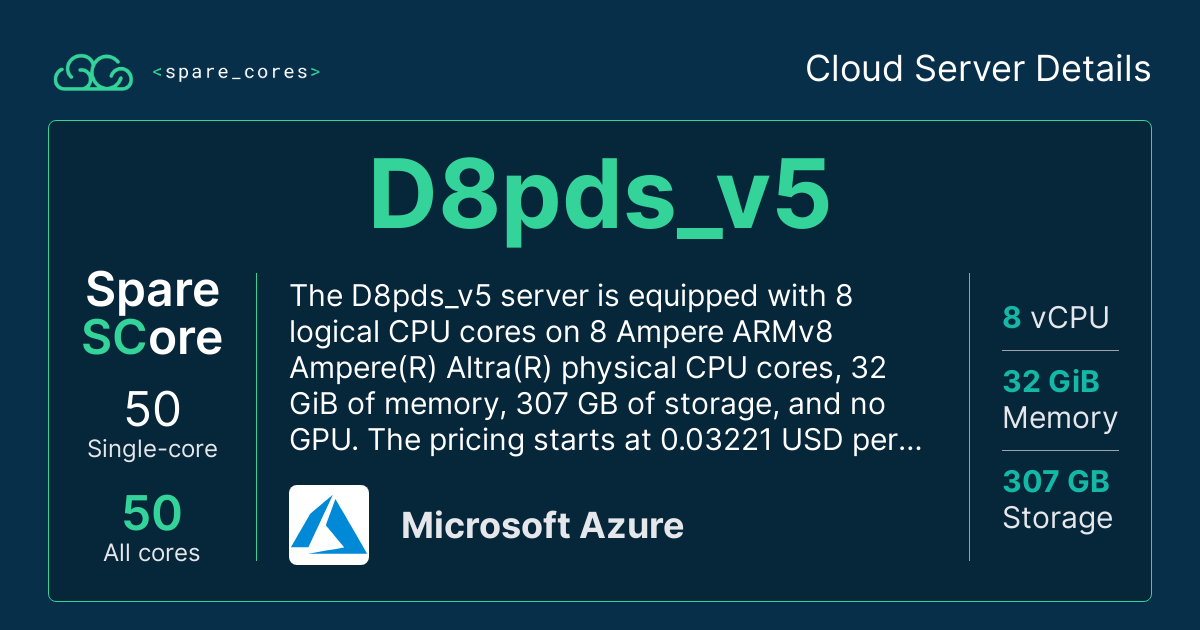 <spare_cores>
Cloud Server Details
D8pds_v5
Spare
SCore
50
Single-core
50
All cores
The D8pds_v5 server is equipped with 8
logical CPU cores on 8 Ampere ARMv8
Ampere(R) Altra(R) physical CPU cores, 32
GiB of memory, 307 GB of storage, and no
GPU. The pricing starts at 0.03221 USD per...
Microsoft Azure
8 vCPU
32 GiB
Memory
307 GB
Storage